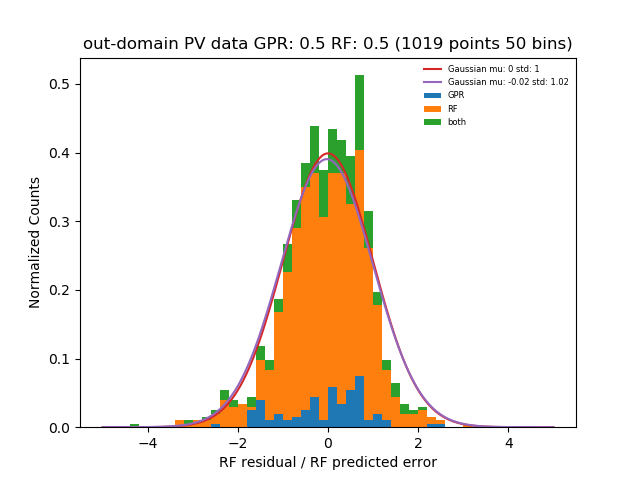 out-domain PV data GPR: 0.5 RF: 0.5 (1019 points 50 bins)
Gaussian mu: 0 std: 1
Gaussian mu: -0.02 std: 1.02
GPR
RF
both
Normalized Counts
0.5
0.4
0.3
0.2
0.1
0.0
−4 −2 0 2 4
RF residual / RF predicted error